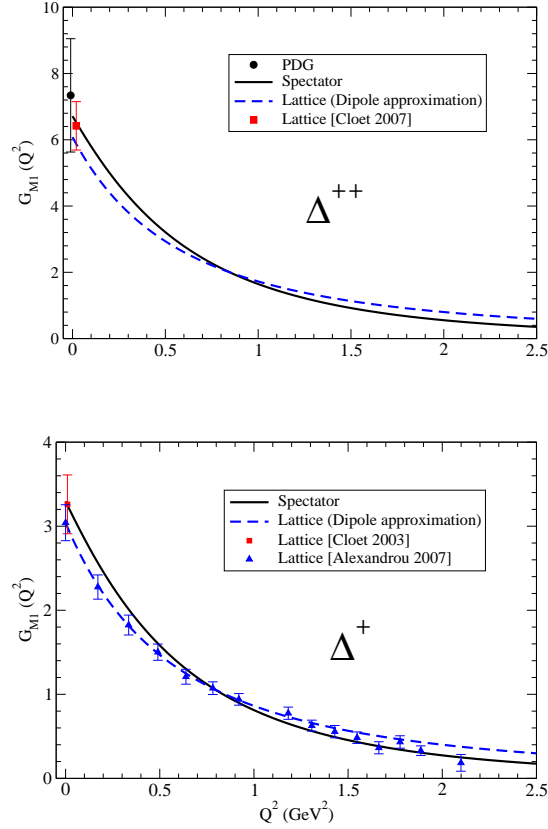 10
8
6
4
2
0
G_M1 (Q^2)
PDG
Spectator
Lattice (Dipole approximation)
Lattice [Cloet 2007]
Δ^++
0 0.5 1 1.5 2 2.5
4
3
2
1
0
G_M1 (Q^2)
Spectator
Lattice (Dipole approximation)
Lattice [Cloet 2003]
Lattice [Alexandrou 2007]
Δ^+
0 0.5 1 1.5 2 2.5
Q^2 (GeV^2)